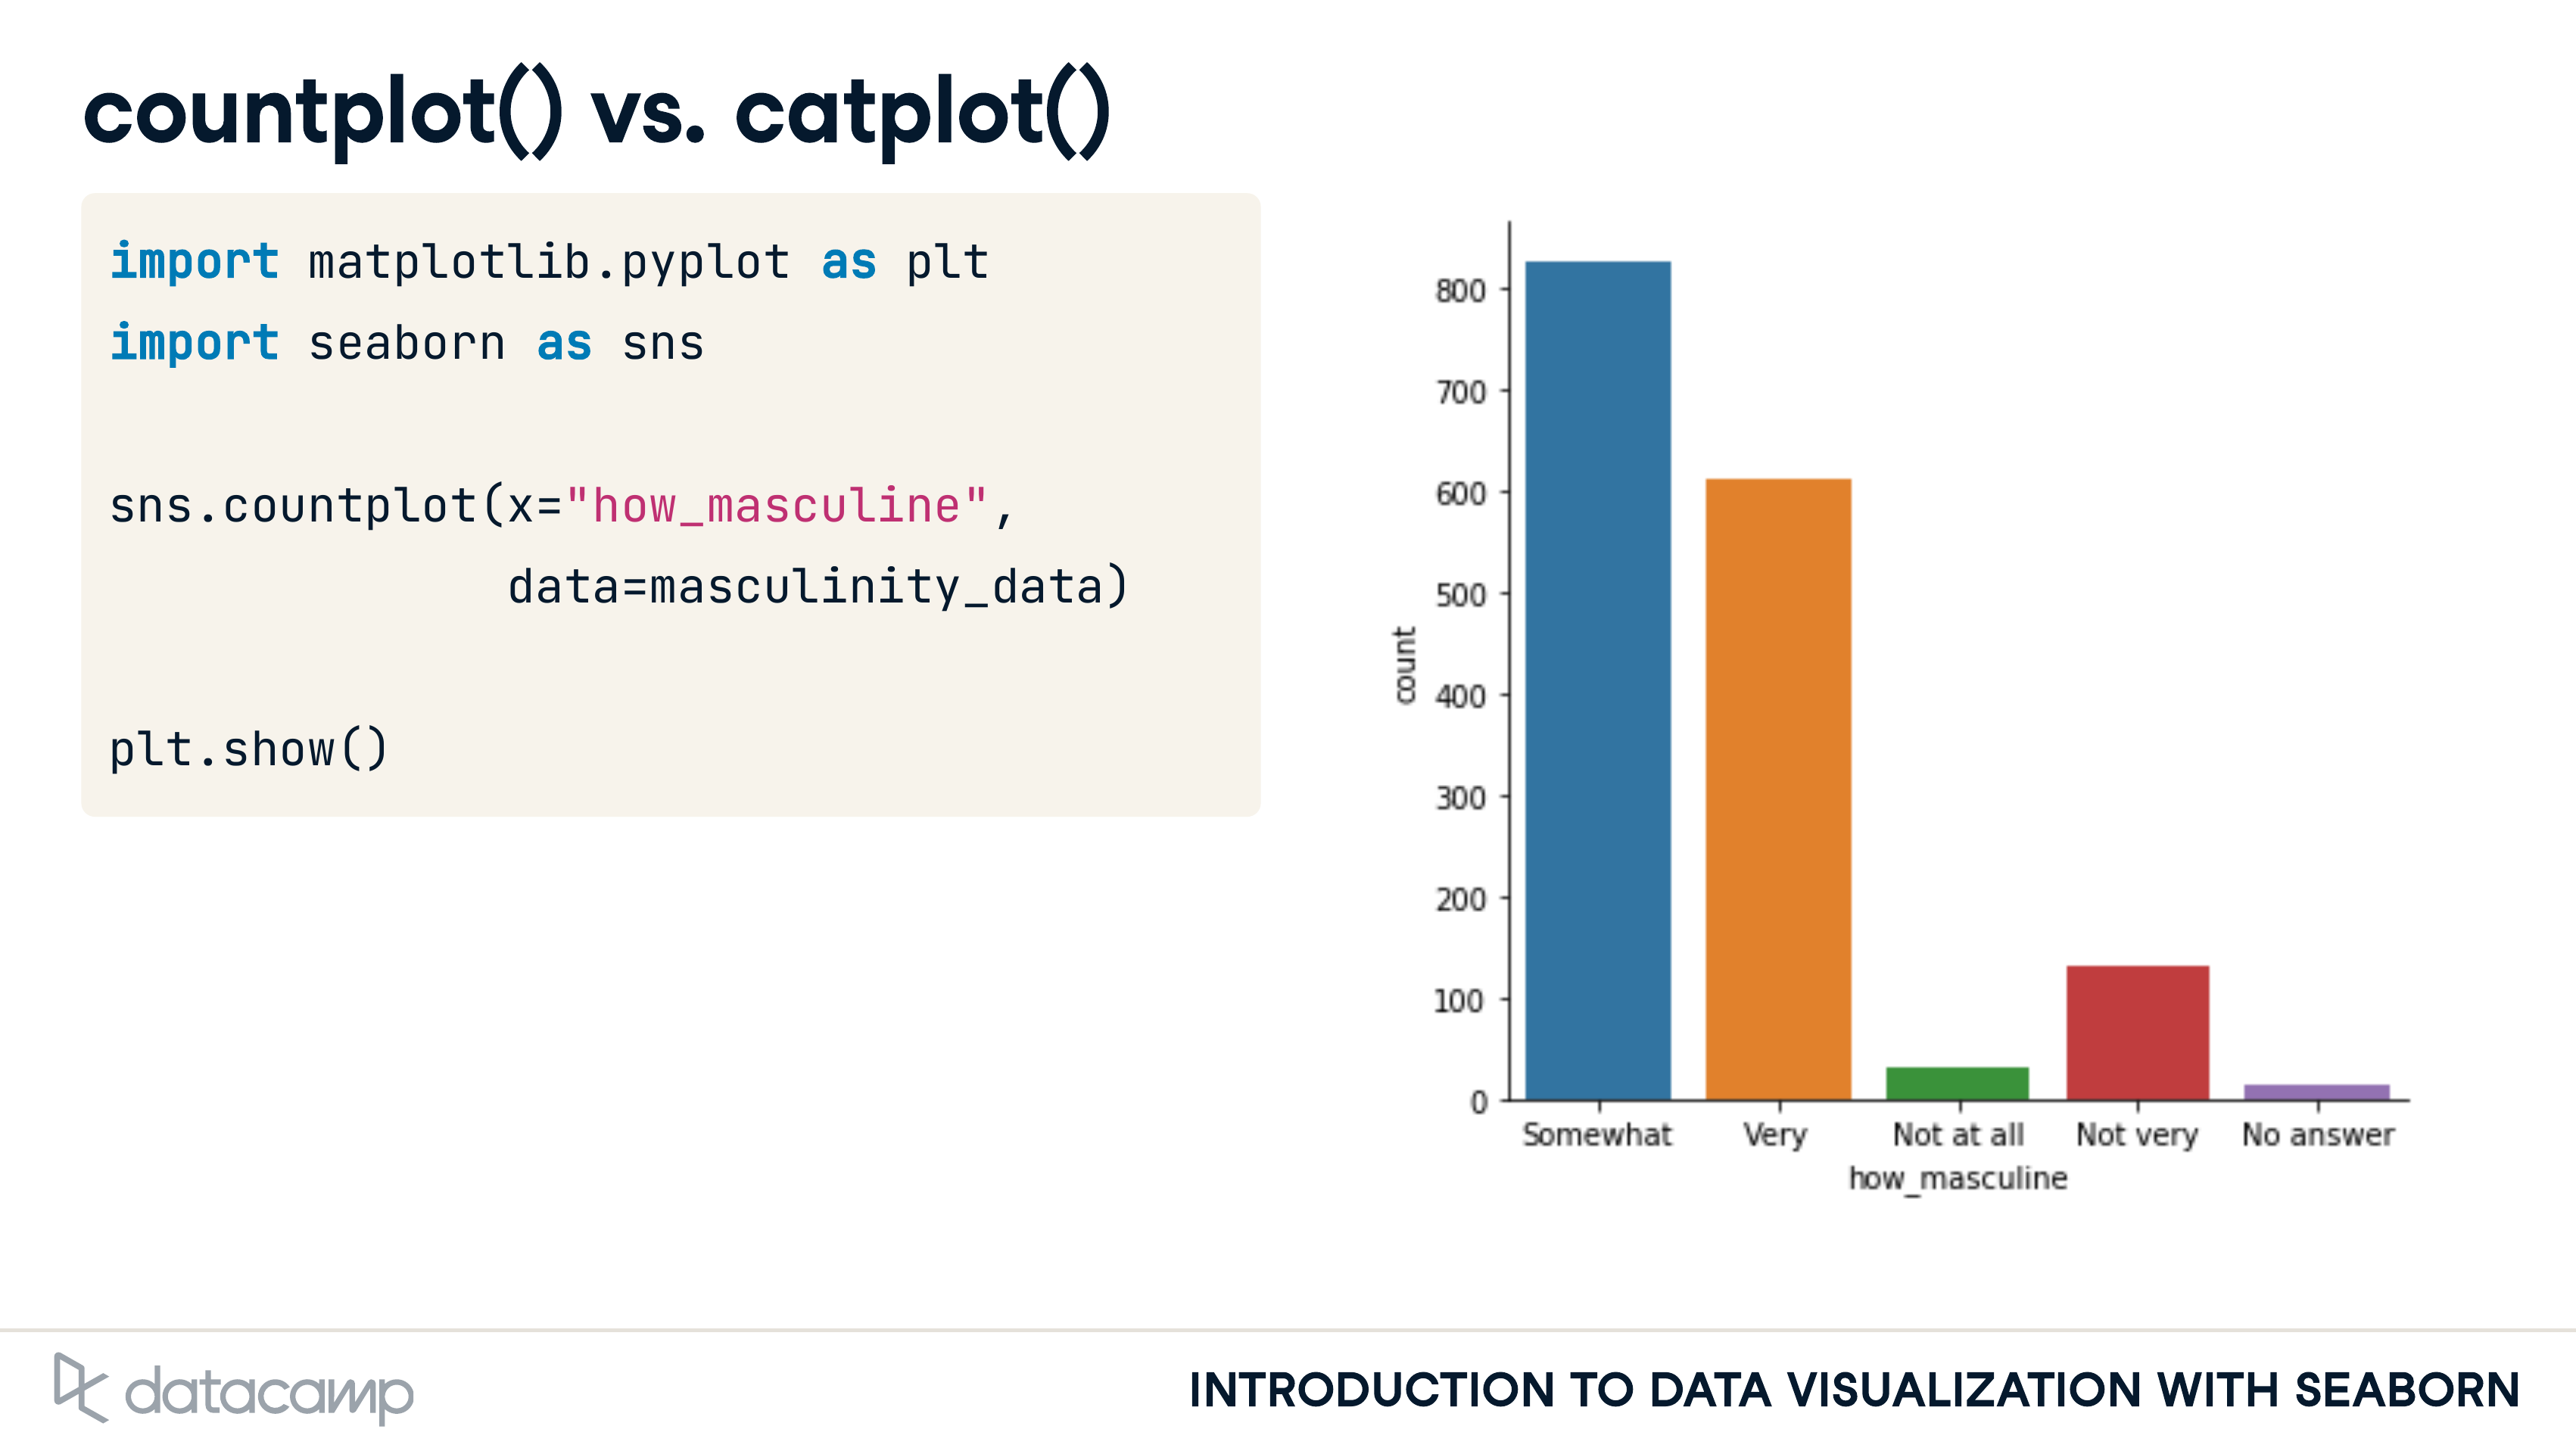 countplot() vs. catplot()
import matplotlib.pyplot as plt
import seaborn as sns
sns.countplot(x="how_masculine",
data=masculinity_data)
plt.show()
800
700
600
500
400
300
200
100
0
count
Somewhat Very Not at all Not very No answer
how_masculine
datacamp
INTRODUCTION TO DATA VISUALIZATION WITH SEABORN